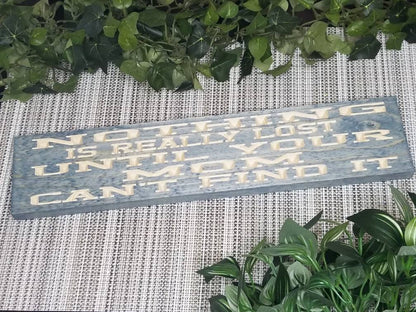 NOTHING
IS REALLY LOST
UNTIL YOUR
MOM
CAN'T FIND IT